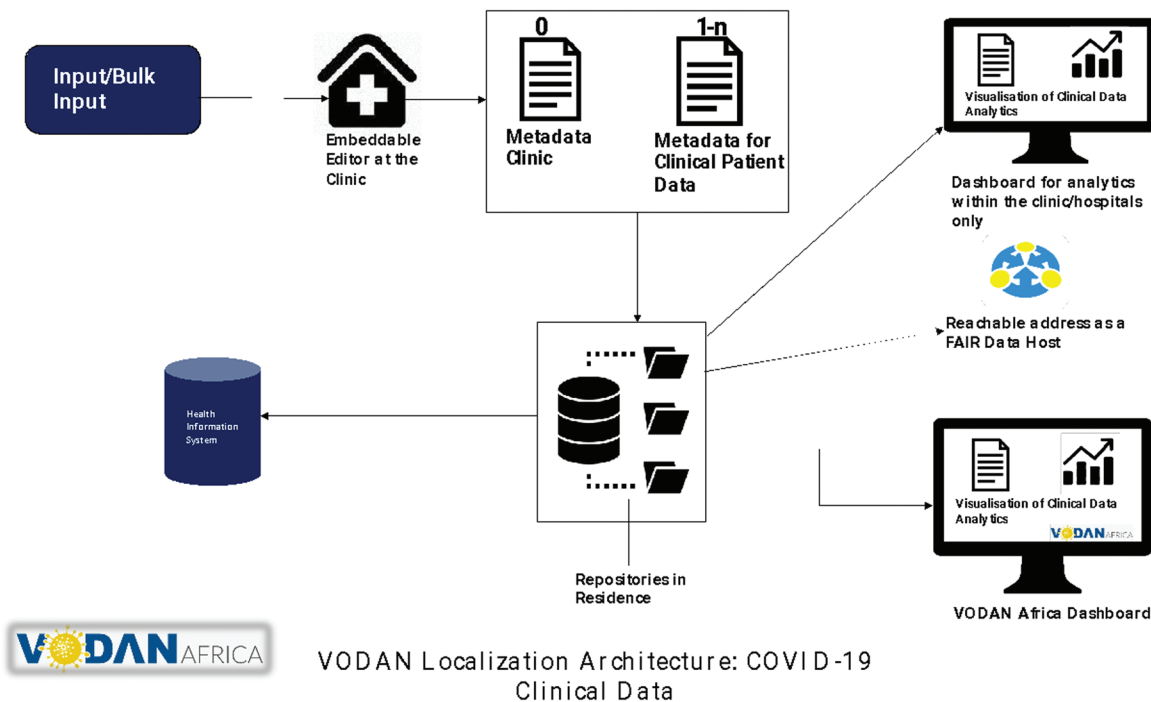 Input/Bulk
Input
Embeddable
Editor at the
Clinic
0
Metadata
Clinic
1-n
Metadata for
Clinical Patient
Data
Visualisation of Clinical Data
Analytics
Dashboard for analytics
within the clinic/hospitals
only
Reachable address as a
FAIR Data Host
Health
Information
System
Repositories in
Residence
Visualisation of Clinical Data
Analytics
VODAN AFRICA
VODAN Africa Dashboard
VODAN AFRICA
VODAN Localization Architecture: COVID-19
Clinical Data